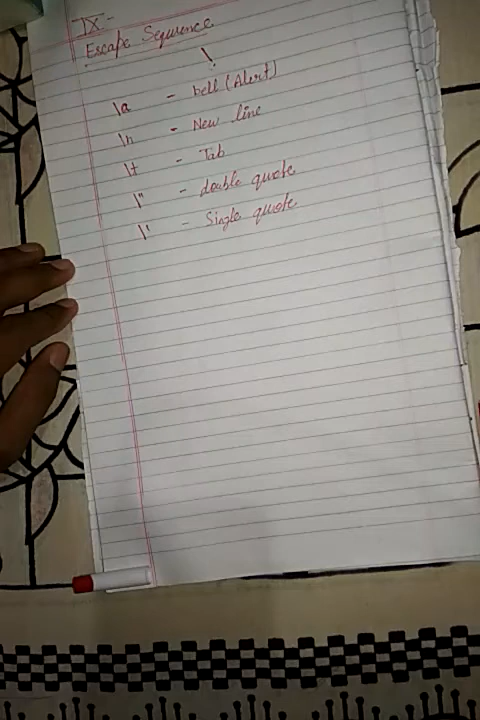 IX-
Escape Sequence
\
\a - bell (Alert)
\n - New line
\t - Tab
\" - double quote
\' - Single quote